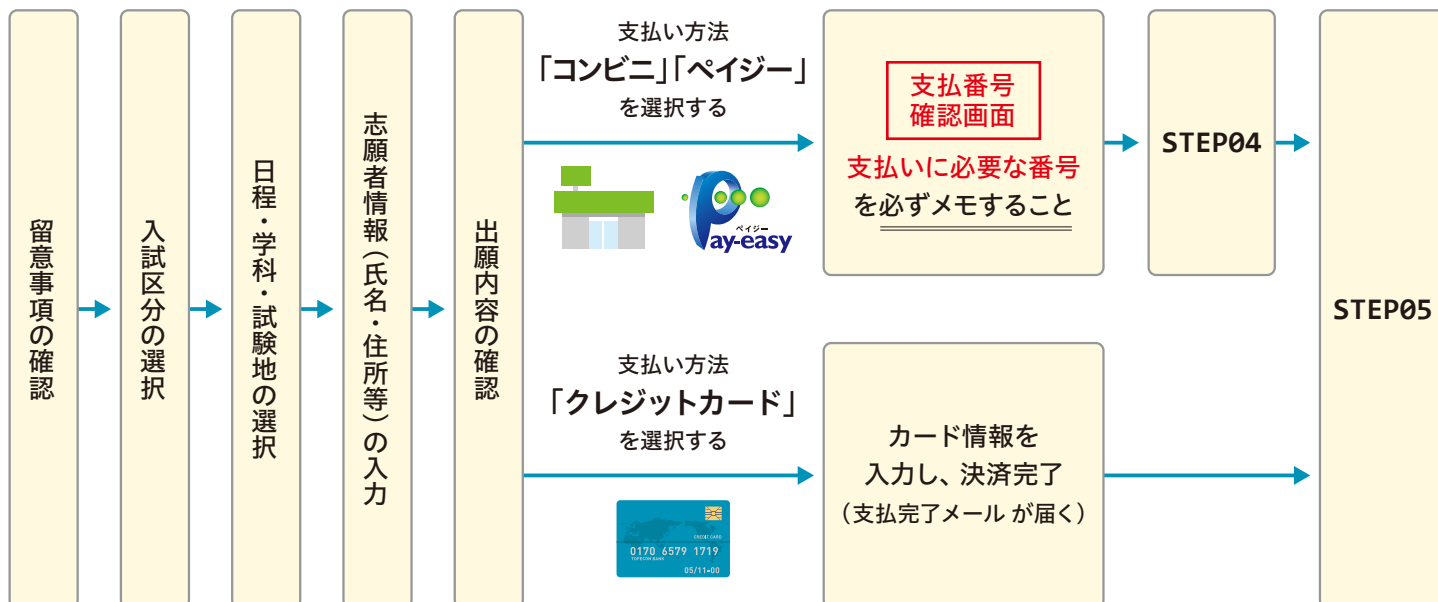 留意事項の確認
入試区分の選択
日程・学科・試験地の選択
志願者情報（氏名・住所等）の入力
出願内容の確認
支払い方法
「コンビニ」「ペイジー」
を選択する
ペイジー
Pay-easy
支払番号
確認画面
支払いに必要な番号
を必ずメモすること
STEP04
支払い方法
「クレジットカード」
を選択する
CREDIT CARD
0170 6579 1719
TOPPSON BANK
05/11-00
カード情報を
入力し、決済完了
（支払完了メール が届く）
STEP05